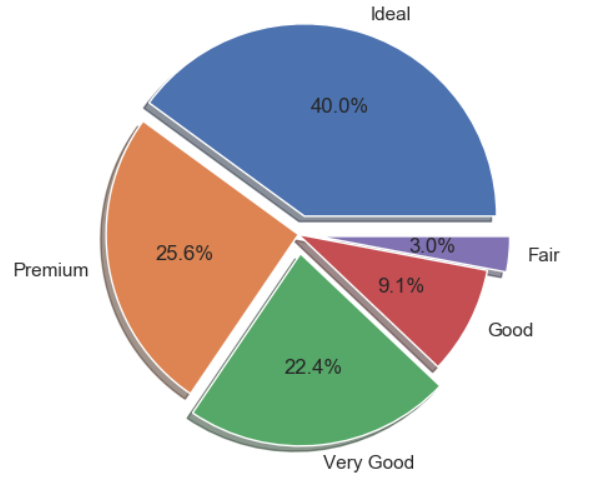 Ideal
40.0%
Premium
25.6%
Very Good
22.4%
Good
9.1%
Fair
3.0%